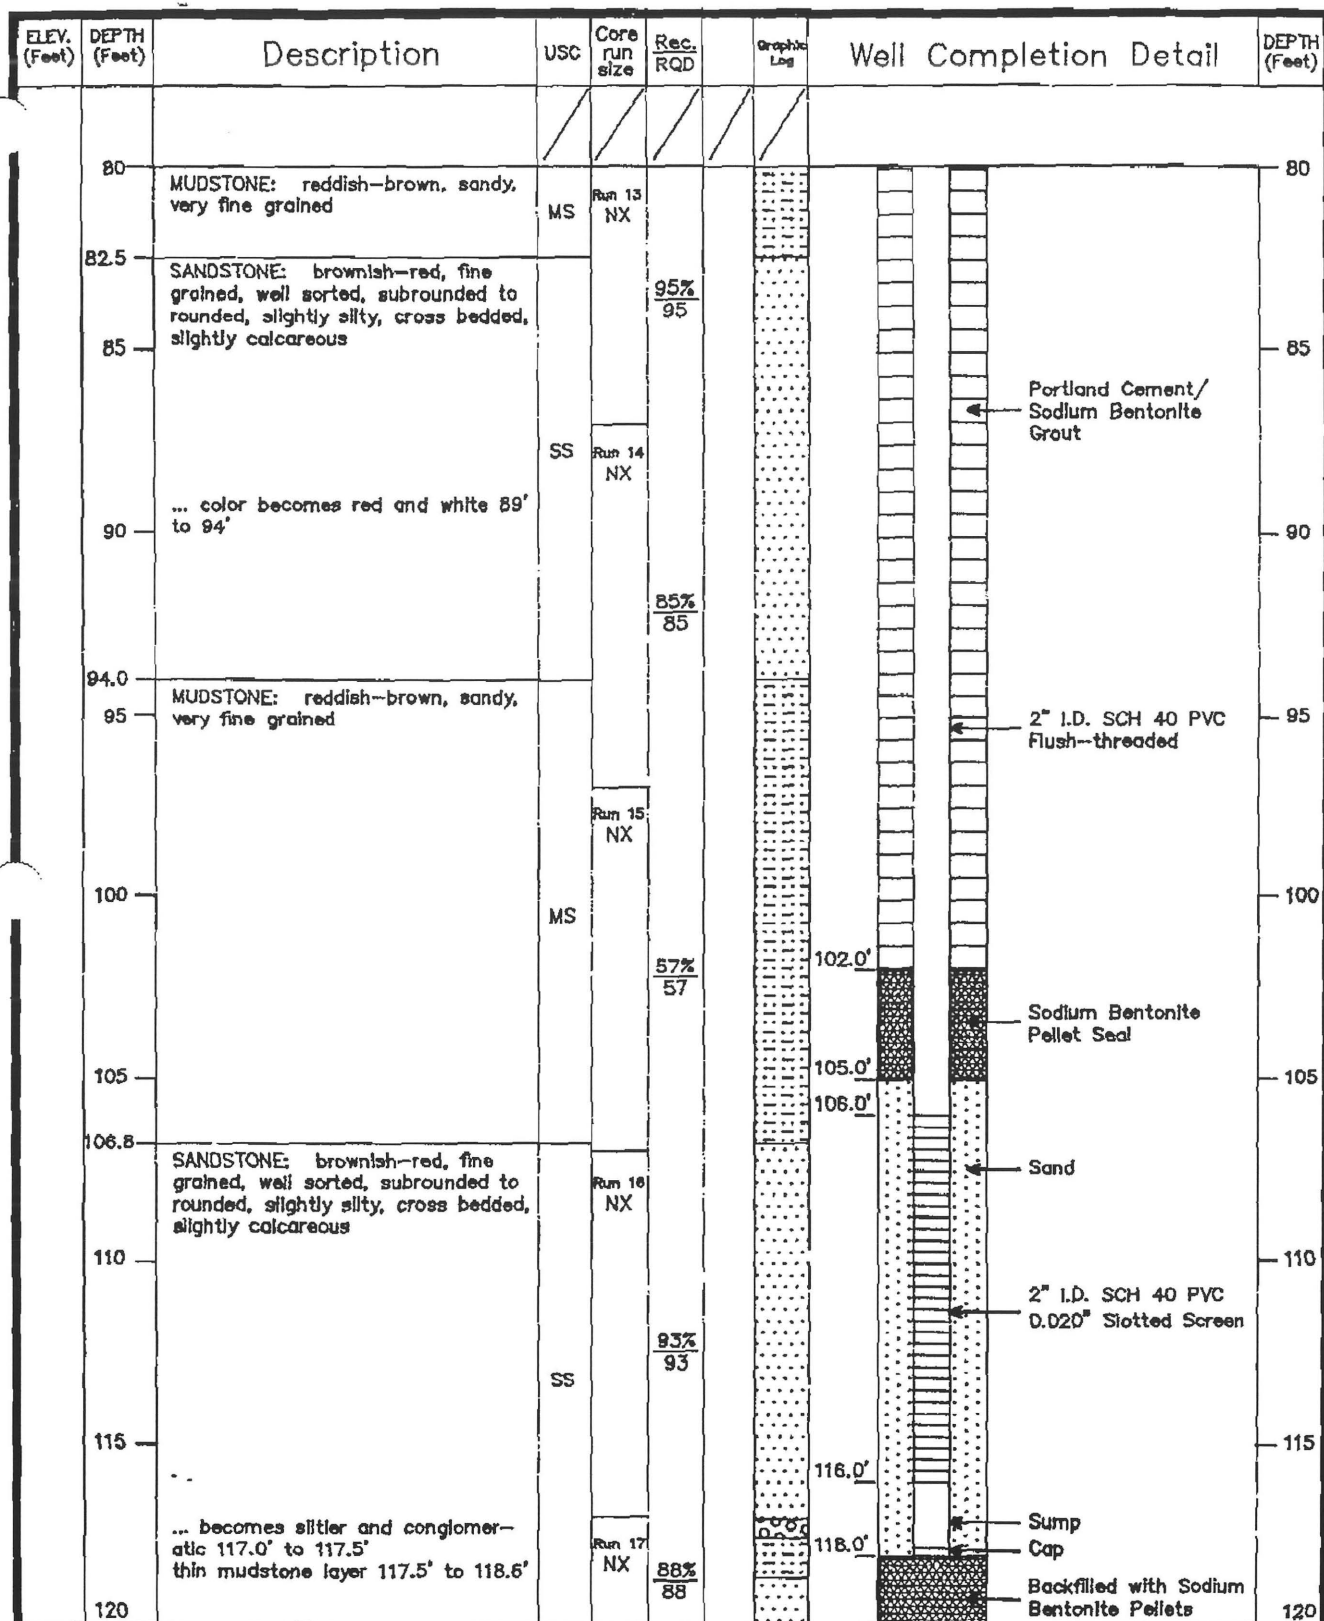 ELEV. (Feet)
DEPTH (Feet)
Description
USC
Core run size
Rec. RQD
Graphic Log
Well Completion Detail
DEPTH (Feet)
80
MUDSTONE: reddish-brown, sandy,
very fine grained
MS
Run 13
NX
80
82.5
SANDSTONE: brownish-red, fine
grained, well sorted, subrounded to
rounded, slightly silty, cross bedded,
slightly calcareous
95%
95
85
85
Portland Cement/
Sodium Bentonite
Grout
SS
Run 14
NX
... color becomes red and white 89'
to 94'
90
90
85%
85
94.0
MUDSTONE: reddish-brown, sandy,
very fine grained
95
95
2" I.D. SCH 40 PVC
Flush-threaded
Run 15
NX
100
100
MS
57%
57
102.0'
Sodium Bentonite
Pellet Seal
105
105.0'
105
106.0'
106.8
SANDSTONE: brownish-red, fine
grained, well sorted, subrounded to
rounded, slightly silty, cross bedded,
slightly calcareous
Run 16
NX
Sand
110
110
2" I.D. SCH 40 PVC
0.020" Slotted Screen
93%
93
SS
115
115
116.0'
... becomes siltier and conglomer-
atic 117.0' to 117.5'
thin mudstone layer 117.5' to 118.6'
Run 17
NX
88%
88
Sump
118.0'
Cap
Backfilled with Sodium
Bentonite Pellets
120
120